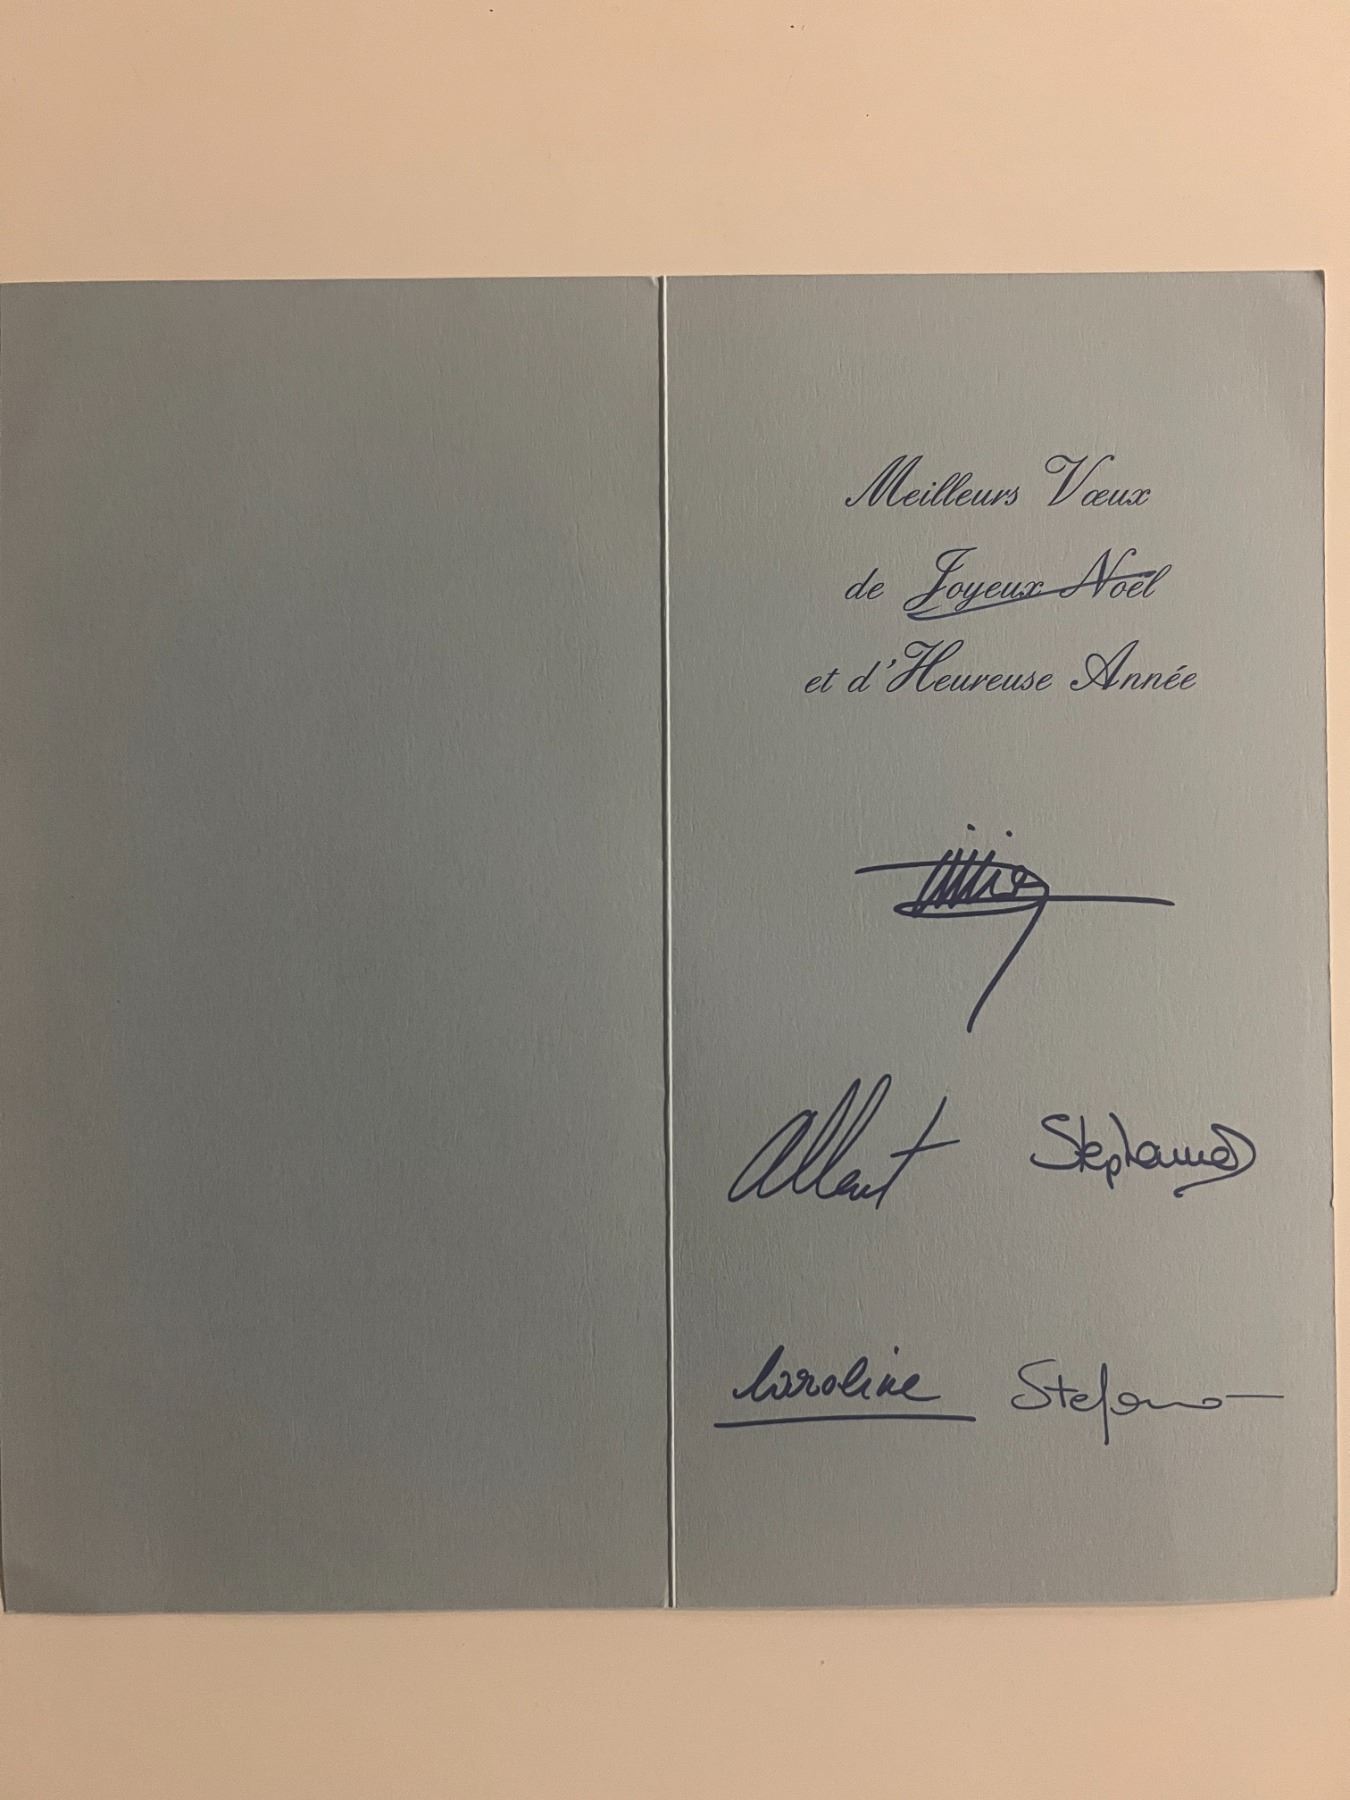 Meilleurs Vœux
de Joyeux Noël
et d'Heureuse Année
Albert Stephanie
Caroline Stefano